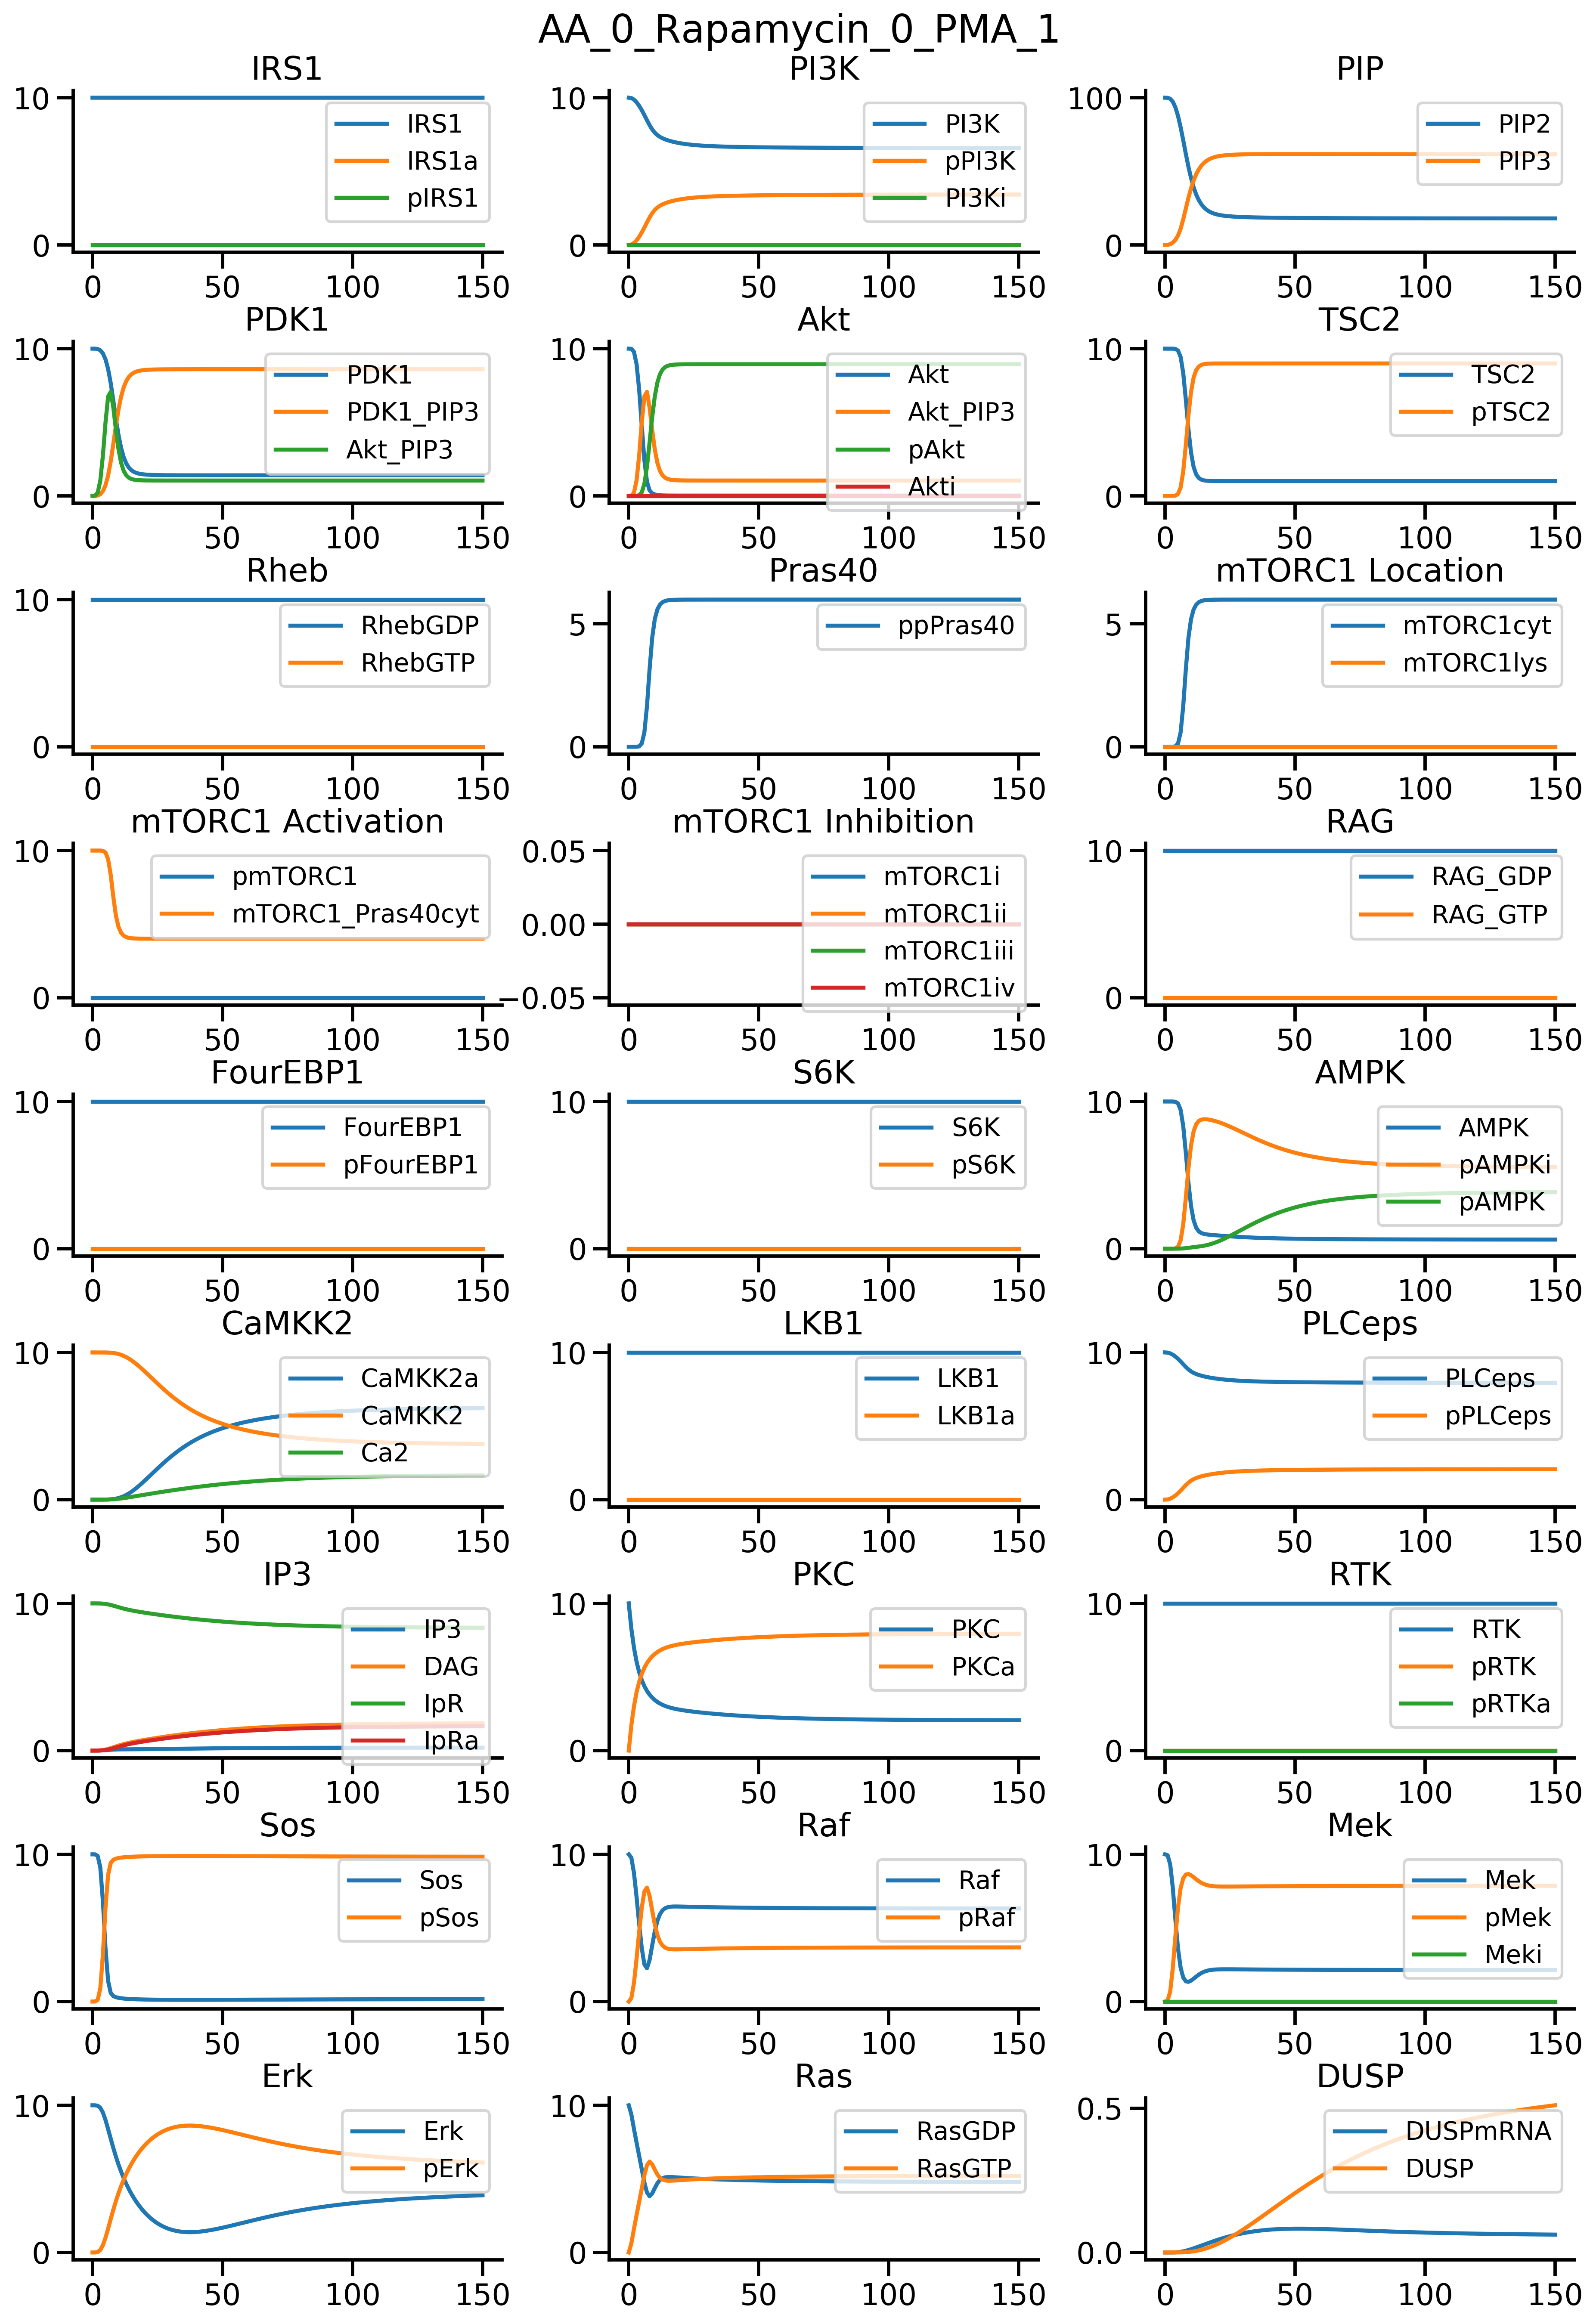 AA_0_Rapamycin_0_PMA_1
IRS1
10
0
0 50 100 150
IRS1
IRS1a
pIRS1
PI3K
10
0
0 50 100 150
PI3K
pPI3K
PI3Ki
PIP
100
0
0 50 100 150
PIP2
PIP3
PDK1
10
0
0 50 100 150
PDK1
PDK1_PIP3
Akt_PIP3
Akt
10
0
0 50 100 150
Akt
Akt_PIP3
pAkt
Akti
TSC2
10
0
0 50 100 150
TSC2
pTSC2
Rheb
10
0
0 50 100 150
RhebGDP
RhebGTP
Pras40
5
0
0 50 100 150
ppPras40
mTORC1 Location
5
0
0 50 100 150
mTORC1cyt
mTORC1lys
mTORC1 Activation
10
0
0 50 100 150
pmTORC1
mTORC1_Pras40cyt
mTORC1 Inhibition
0.05
0.00
−0.05
0 50 100 150
mTORC1i
mTORC1ii
mTORC1iii
mTORC1iv
RAG
10
0
0 50 100 150
RAG_GDP
RAG_GTP
FourEBP1
10
0
0 50 100 150
FourEBP1
pFourEBP1
S6K
10
0
0 50 100 150
S6K
pS6K
AMPK
10
0
0 50 100 150
AMPK
pAMPKi
pAMPK
CaMKK2
10
0
0 50 100 150
CaMKK2a
CaMKK2
Ca2
LKB1
10
0
0 50 100 150
LKB1
LKB1a
PLCeps
10
0
0 50 100 150
PLCeps
pPLCeps
IP3
10
0
0 50 100 150
IP3
DAG
IpR
IpRa
PKC
10
0
0 50 100 150
PKC
PKCa
RTK
10
0
0 50 100 150
RTK
pRTK
pRTKa
Sos
10
0
0 50 100 150
Sos
pSos
Raf
10
0
0 50 100 150
Raf
pRaf
Mek
10
0
0 50 100 150
Mek
pMek
Meki
Erk
10
0
0 50 100 150
Erk
pErk
Ras
10
0
0 50 100 150
RasGDP
RasGTP
DUSP
0.5
0.0
0 50 100 150
DUSPmRNA
DUSP